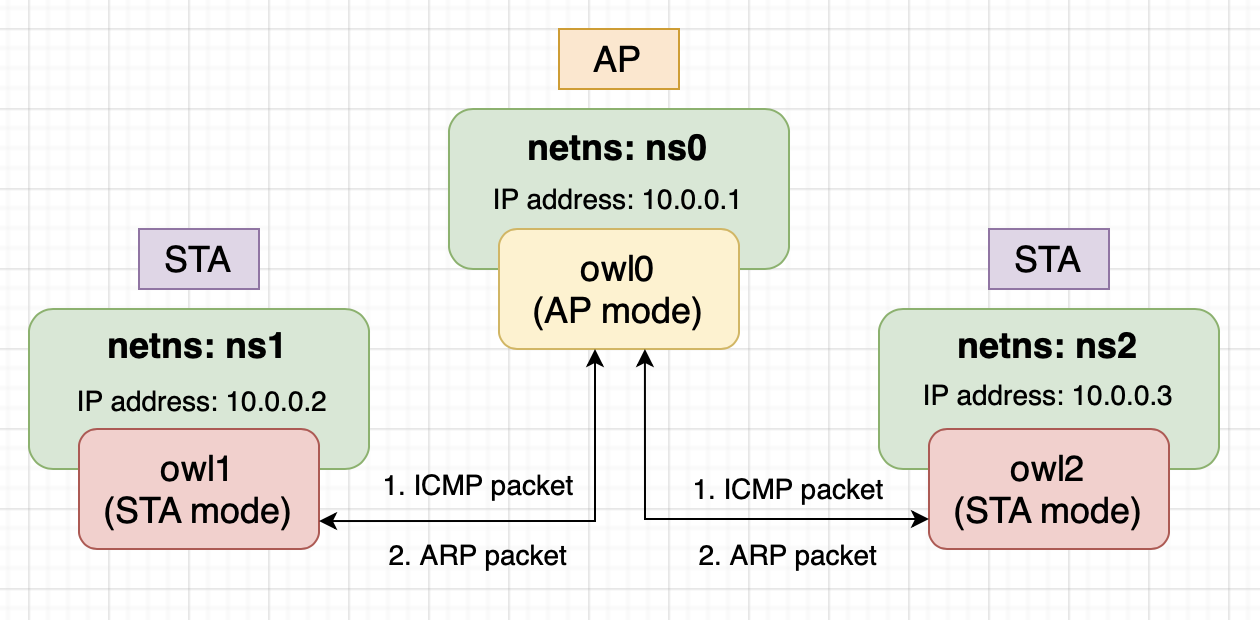 AP
netns: ns0
IP address: 10.0.0.1
owl0
(AP mode)
STA
netns: ns1
IP address: 10.0.0.2
owl1
(STA mode)
STA
netns: ns2
IP address: 10.0.0.3
owl2
(STA mode)
1. ICMP packet
2. ARP packet
1. ICMP packet
2. ARP packet